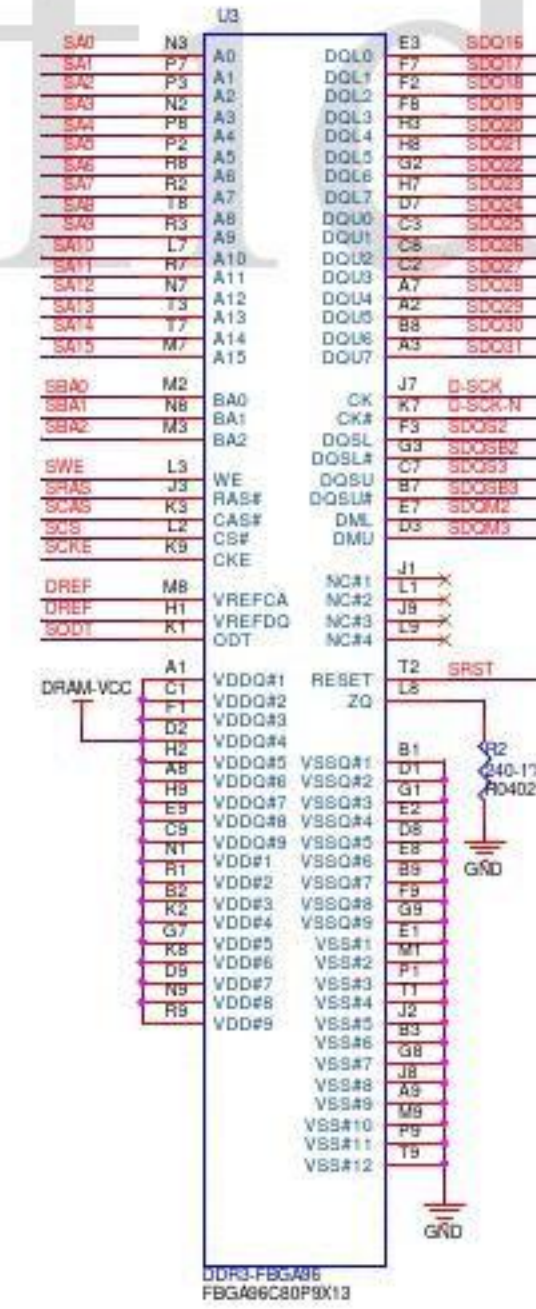 U3
SA0 N3 A0 DQL0 E3 SDQ16
SA1 P7 A1 DQL1 F7 SDQ17
SA2 P3 A2 DQL2 F2 SDQ18
SA3 N2 A3 DQL3 F8 SDQ19
SA4 P8 A4 DQL4 H3 SDQ20
SA5 P2 A5 DQL5 H8 SDQ21
SA6 R8 A6 DQL6 G2 SDQ22
SA7 R2 A7 DQL7 H7 SDQ23
SA8 T8 A8 DQU0 D7 SDQ24
SA9 R3 A9 DQU1 C3 SDQ25
SA10 L7 A10 DQU2 C8 SDQ26
SA11 R7 A11 DQU3 C2 SDQ27
SA12 N7 A12 DQU4 A7 SDQ28
SA13 T3 A13 DQU5 A2 SDQ29
SA14 T7 A14 DQU6 B8 SDQ30
SA15 M7 A15 DQU7 A3 SDQ31
SBA0 M2 BA0 CK J7 D-SCK
SBA1 N8 BA1 CK# K7 D-SCK-N
SBA2 M3 BA2 DQSL F3 SDQS2
DQSL# G3 SDQSB2
SWE L3 WE DQSU C7 SDQS3
SRAS J3 RAS# DQSU# B7 SDQSB3
SCAS K3 CAS# DML E7 SDQM2
SCS L2 CS# DMU D3 SDQM3
SCKE K9 CKE
NC#1 J1
DREF M8 VREFCA NC#2 L1
DREF H1 VREFDQ NC#3 J9
SODT K1 ODT NC#4 L9
A1 VDDQ#1 RESET T2 SRST
DRAM-VCC C1 VDDQ#2 ZQ L8
F1 VDDQ#3
D2 VDDQ#4
H2 VDDQ#5 VSSQ#1 B1 R2
A8 VDDQ#6 VSSQ#2 D1 240-1%
H9 VDDQ#7 VSSQ#3 G1 R0402
E9 VDDQ#8 VSSQ#4 E2
C9 VDDQ#9 VSSQ#5 D8
N1 VDD#1 VSSQ#6 E8 GND
R1 VDD#2 VSSQ#7 B9
B2 VDD#3 VSSQ#8 F9
K2 VDD#4 VSSQ#9 G9
G7 VDD#5 VSS#1 E1
K8 VDD#6 VSS#2 M1
D9 VDD#7 VSS#3 P1
N9 VDD#8 VSS#4 T1
R9 VDD#9 VSS#5 J2
VSS#6 B3
VSS#7 G8
VSS#8 J8
VSS#9 A9
VSS#10 M9
VSS#11 P9
VSS#12 T9
GND
DDR3-FBGA96
FBGA96C80P9X13